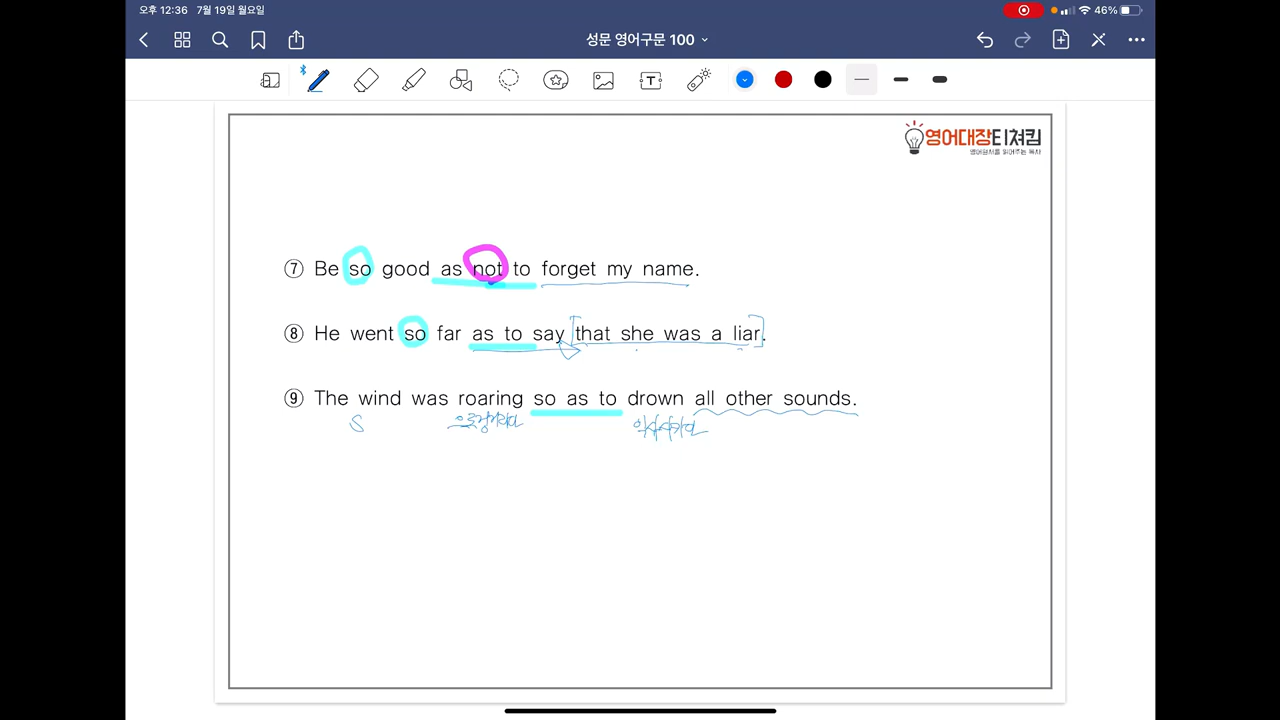 오후 12:36 7월 19일 월요일
46%
성문 영어구문 100
영어대장티쳐킴
⑦ Be so good as not to forget my name.
⑧ He went so far as to say that she was a liar.
⑨ The wind was roaring so as to drown all other sounds.
S